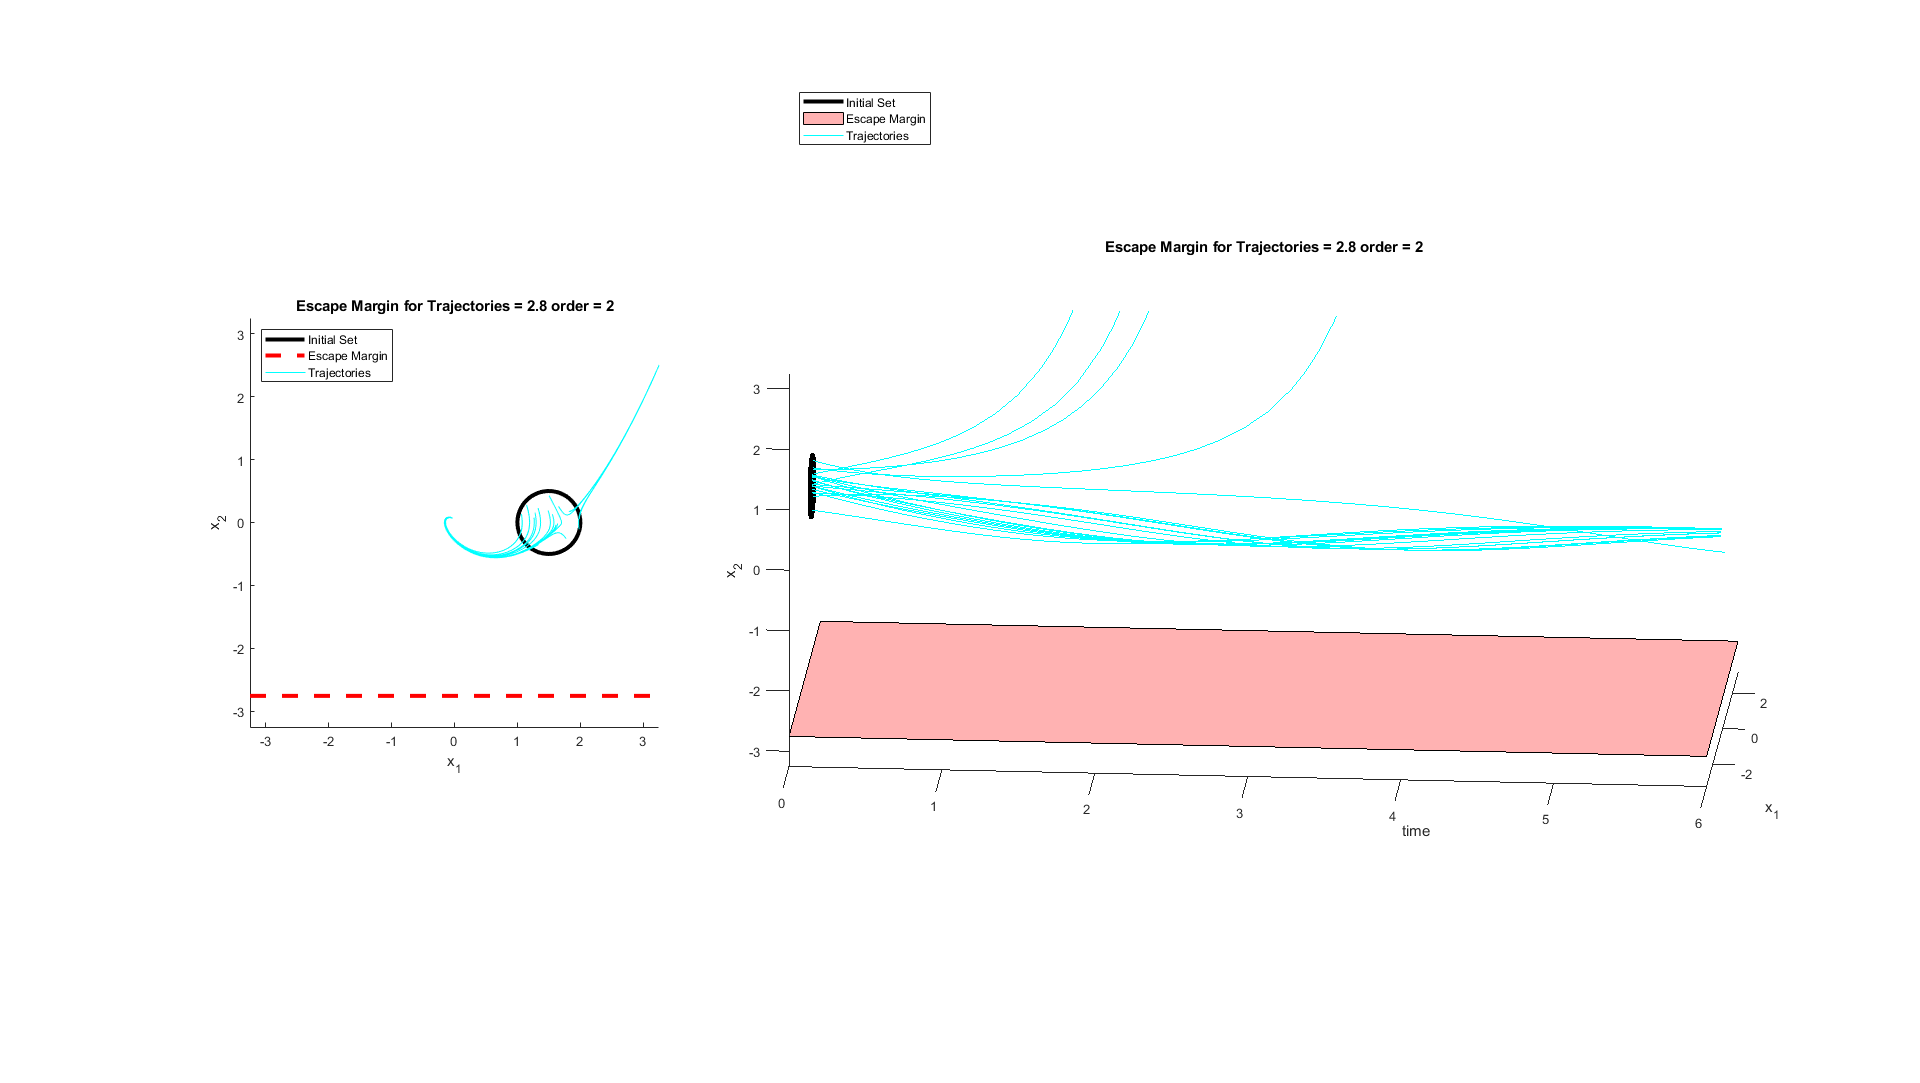 Initial Set
Escape Margin
Trajectories
Escape Margin for Trajectories = 2.8 order = 2
Escape Margin for Trajectories = 2.8 order = 2
Initial Set
Escape Margin
Trajectories
3
2
1
0
-1
-2
-3
x2
-3
-2
-1
0
1
2
3
x1
3
2
1
0
-1
-2
-3
x2
0
1
2
3
4
5
6
time
2
0
-2
x1